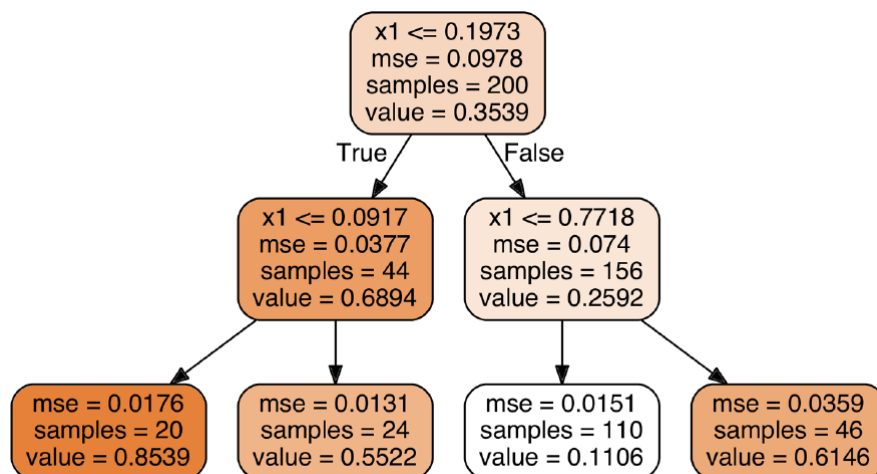 x1 <= 0.1973
mse = 0.0978
samples = 200
value = 0.3539
True
False
x1 <= 0.0917
mse = 0.0377
samples = 44
value = 0.6894
x1 <= 0.7718
mse = 0.074
samples = 156
value = 0.2592
mse = 0.0176
samples = 20
value = 0.8539
mse = 0.0131
samples = 24
value = 0.5522
mse = 0.0151
samples = 110
value = 0.1106
mse = 0.0359
samples = 46
value = 0.6146